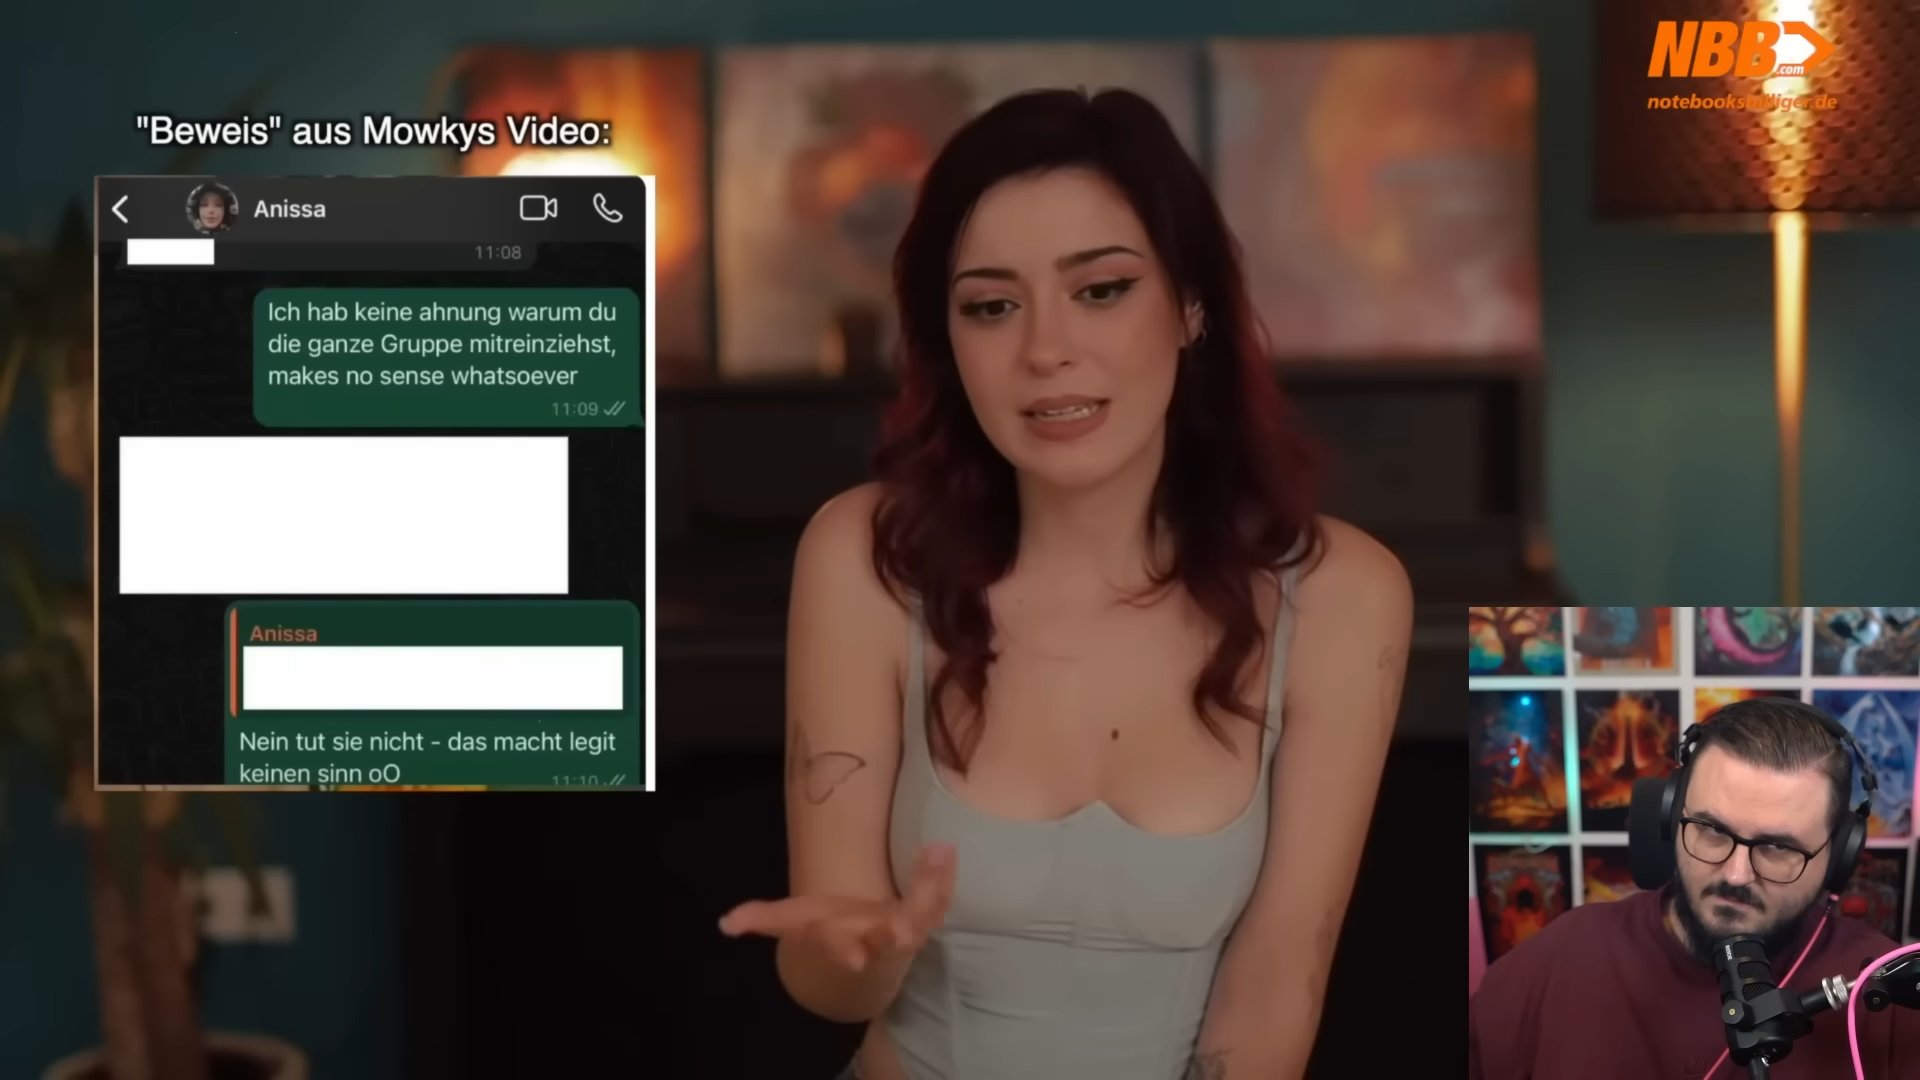 NBB
.com
notebooksbilliger.de
"Beweis" aus Mowkys Video:
Anissa
11:08
Ich hab keine ahnung warum du
die ganze Gruppe mitreinziehst,
makes no sense whatsoever
11:09
Anissa
Nein tut sie nicht - das macht legit
keinen sinn oO
11:10